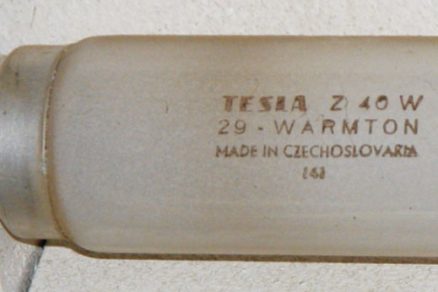 TESLA Z 40 W
29 - WARMTON
MADE IN CZECHOSLOVAKIA